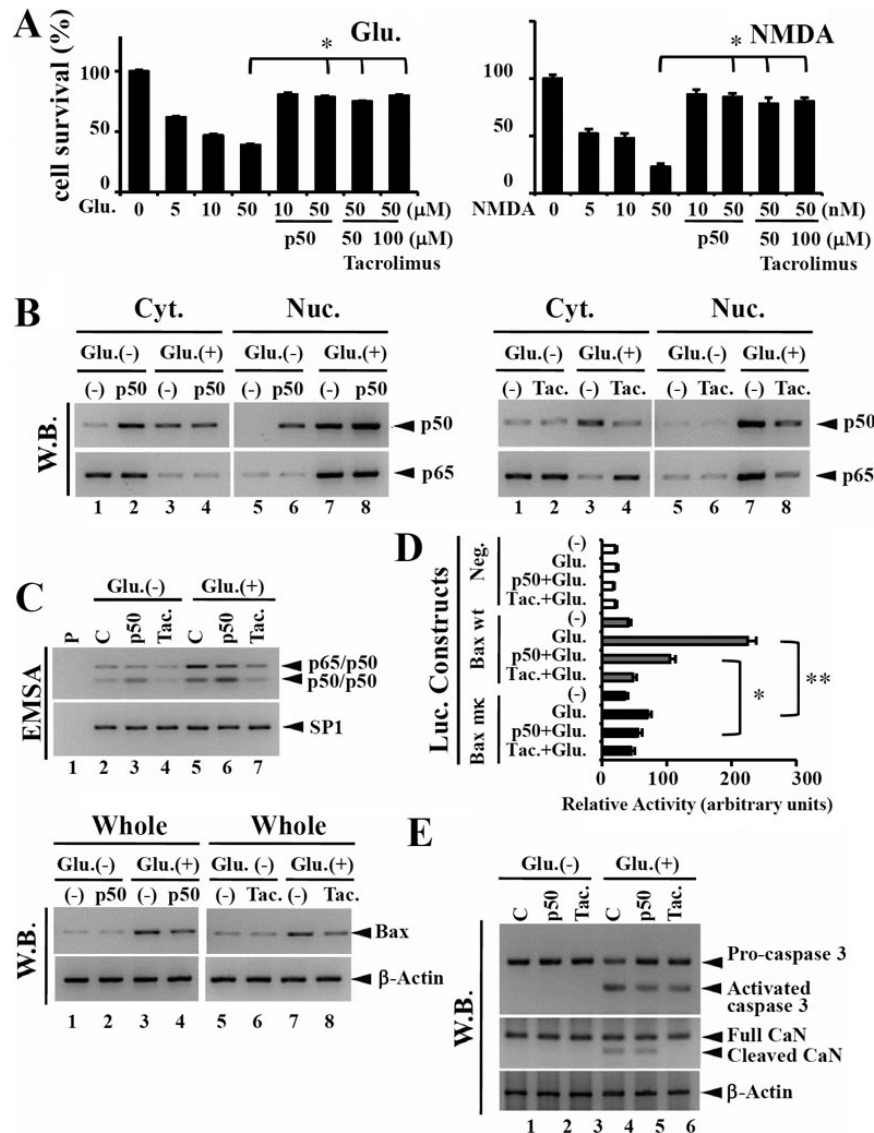 A
Glu.
*
cell survival (%)
100
50
0
Glu. 0 5 10 50 10 50 50 50 (μM)
p50 50 100 (μM)
Tacrolimus
NMDA
*
100
50
0
NMDA 0 5 10 50 10 50 50 50 (nM)
p50 50 100 (μM)
Tacrolimus
B
Cyt. Nuc.
Glu.(-) Glu.(+) Glu.(-) Glu.(+)
(-) p50 (-) p50 (-) p50 (-) p50
W.B.
p50
p65
1 2 3 4 5 6 7 8
Cyt. Nuc.
Glu.(-) Glu.(+) Glu.(-) Glu.(+)
(-) Tac. (-) Tac. (-) Tac. (-) Tac.
p50
p65
1 2 3 4 5 6 7 8
C
Glu.(-) Glu.(+)
P C p50 Tac. C p50 Tac.
EMSA
p65/p50
p50/p50
SP1
1 2 3 4 5 6 7
Whole Whole
Glu.(-) Glu.(+) Glu. (-) Glu.(+)
(-) p50 (-) p50 (-) Tac. (-) Tac.
W.B.
Bax
β-Actin
1 2 3 4 5 6 7 8
D
Luc. Constructs
Neg.
(-)
Glu.
p50+Glu.
Tac.+Glu.
Bax wt
(-)
Glu.
p50+Glu.
Tac.+Glu.
Bax mκ
(-)
Glu.
p50+Glu.
Tac.+Glu.
*
**
0 100 200 300
Relative Activity (arbitrary units)
E
Glu.(-) Glu.(+)
C p50 Tac. C p50 Tac.
W.B.
Pro-caspase 3
Activated
caspase 3
Full CaN
Cleaved CaN
β-Actin
1 2 3 4 5 6